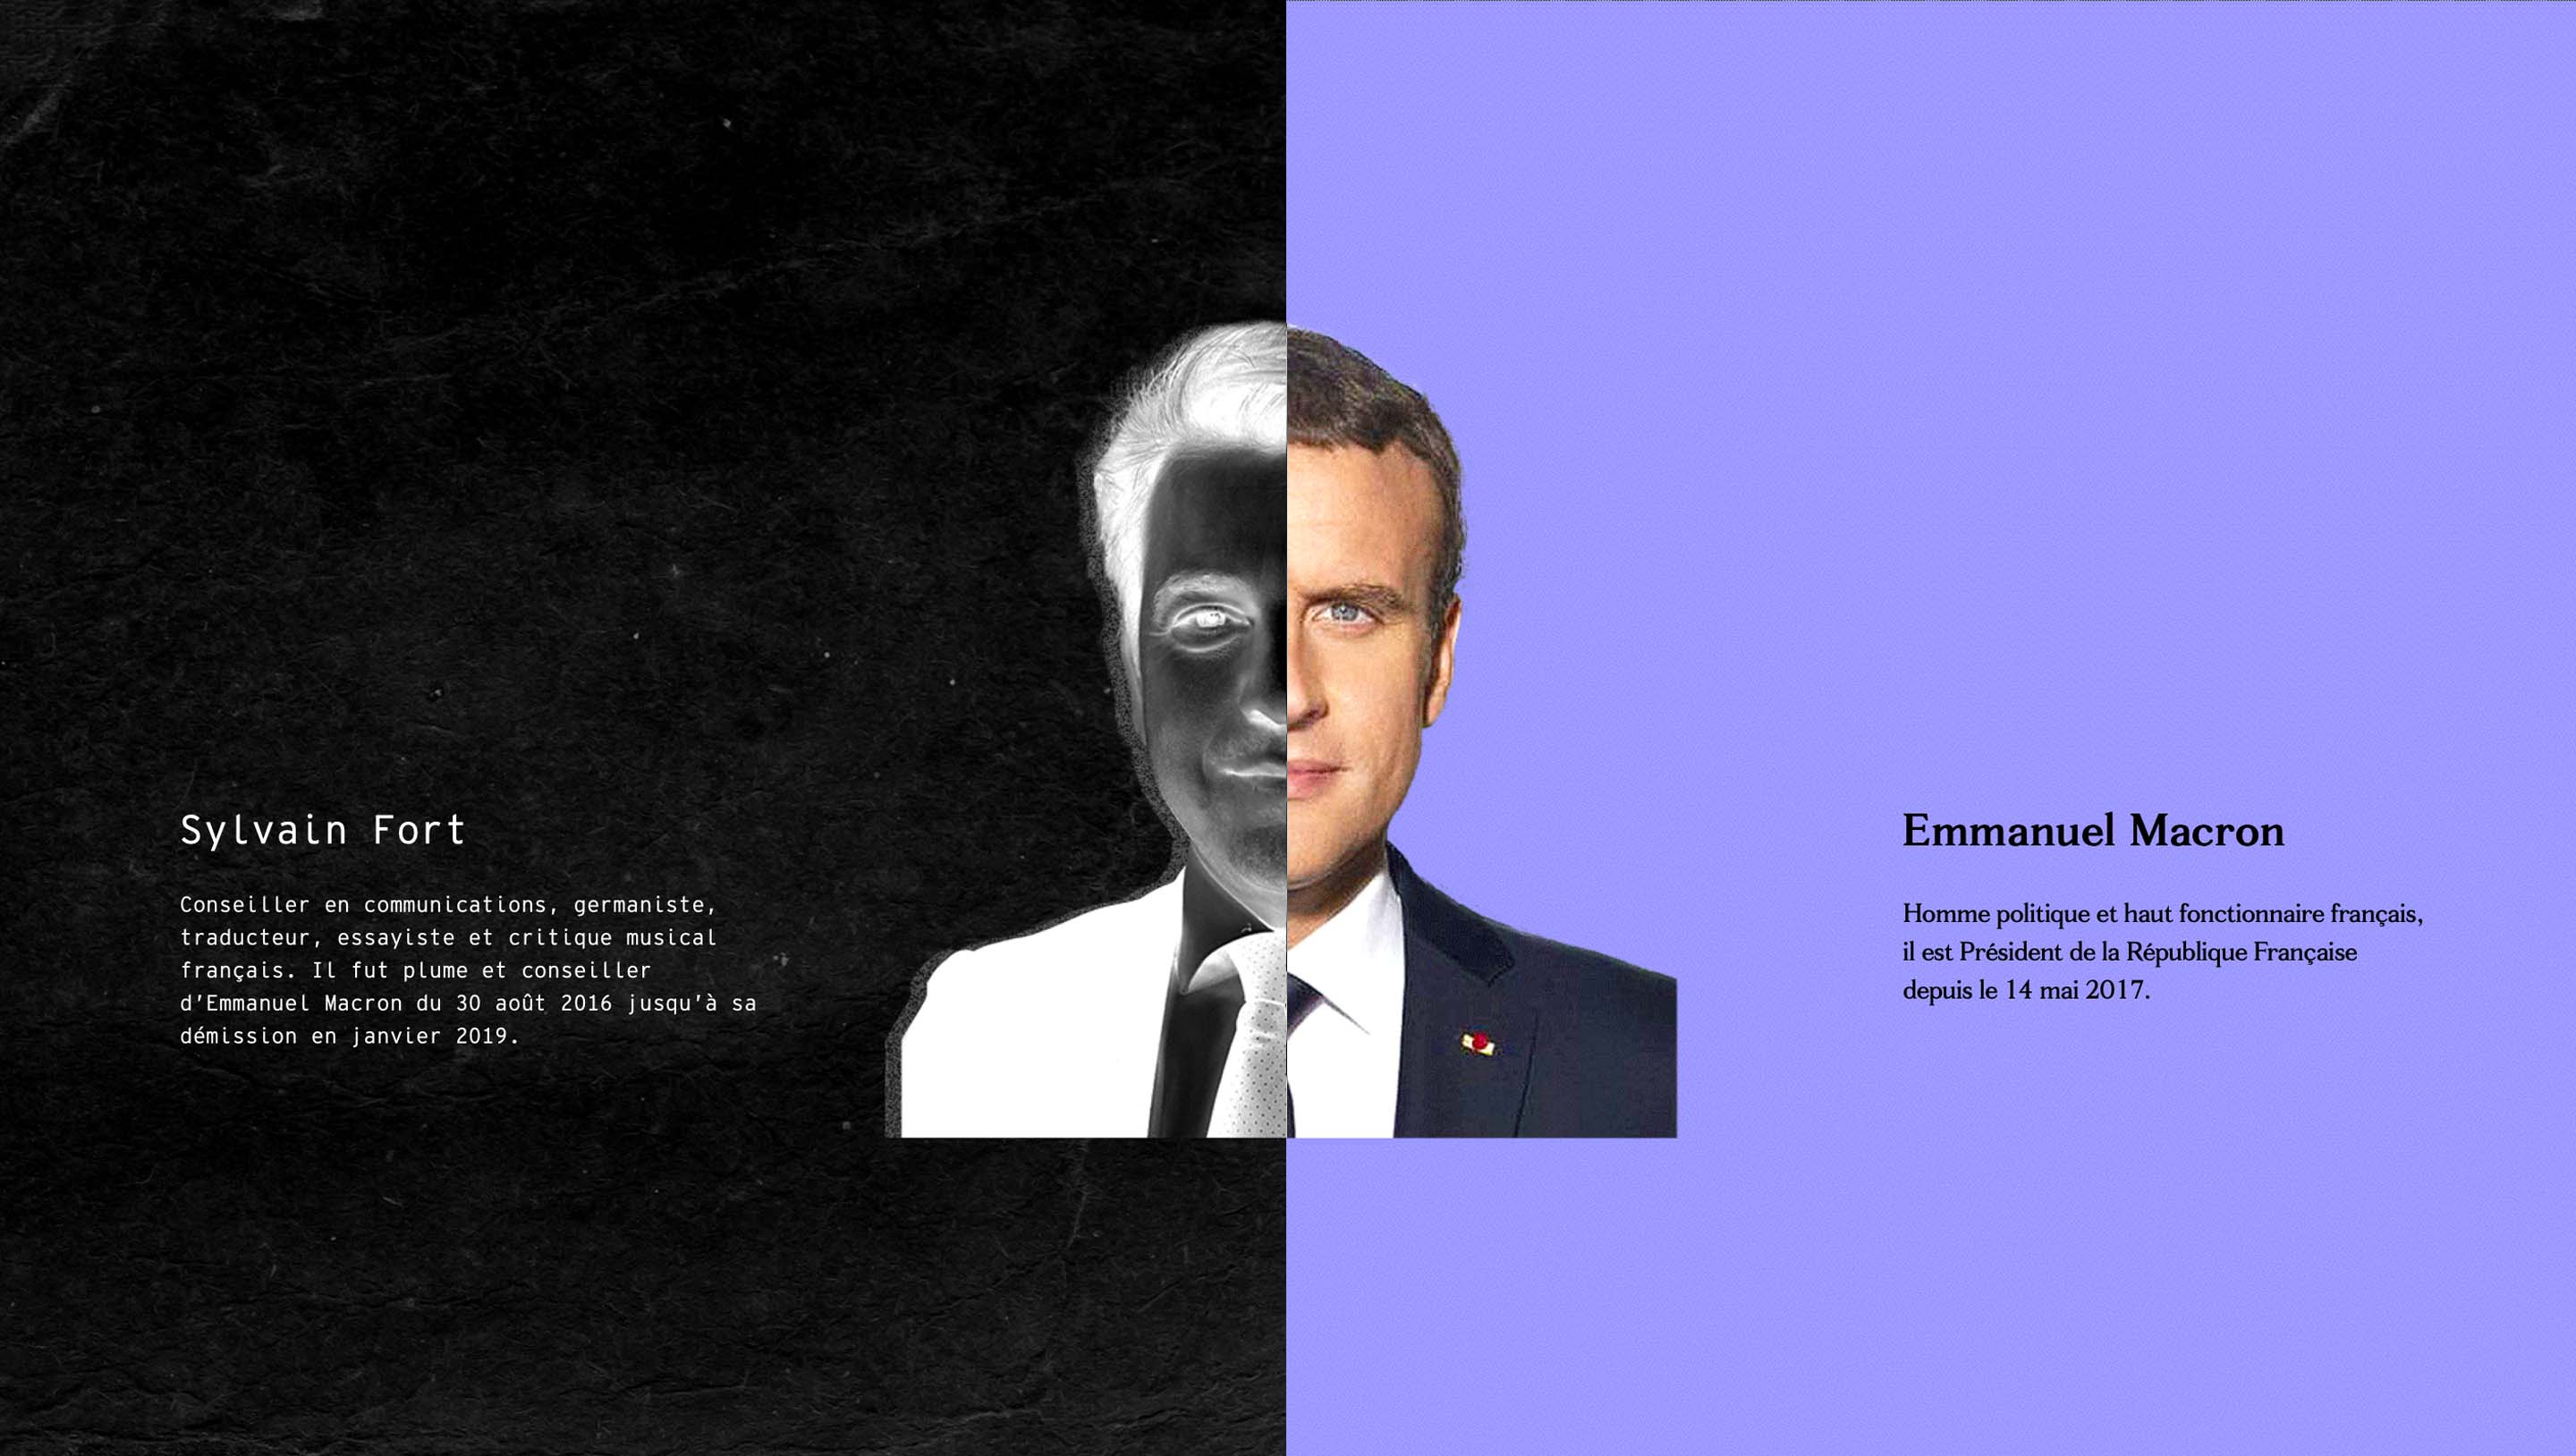 Sylvain Fort
Conseiller en communications, germaniste,
traducteur, essayiste et critique musical
français. Il fut plume et conseiller
d’Emmanuel Macron du 30 août 2016 jusqu’à sa
démission en janvier 2019.
Emmanuel Macron
Homme politique et haut fonctionnaire français,
il est Président de la République Française
depuis le 14 mai 2017.